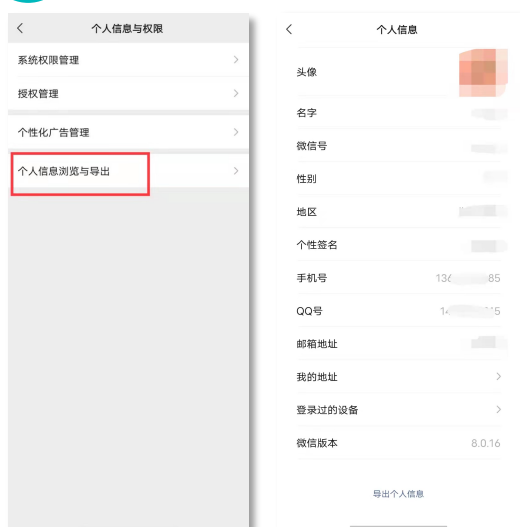 个人信息与权限
系统权限管理
授权管理
个性化广告管理
个人信息浏览与导出
个人信息
头像
名字
微信号
性别
地区
个性签名
手机号 136 85
QQ号
邮箱地址
我的地址
登录过的设备
微信版本 8.0.16
导出个人信息